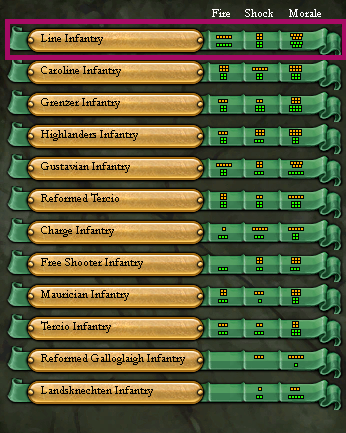 Fire Shock Morale
Line Infantry
Caroline Infantry
Grenzer Infantry
Highlanders Infantry
Gustavian Infantry
Reformed Tercio
Charge Infantry
Free Shooter Infantry
Maurician Infantry
Tercio Infantry
Reformed Galloglaigh Infantry
Landsknechten Infantry